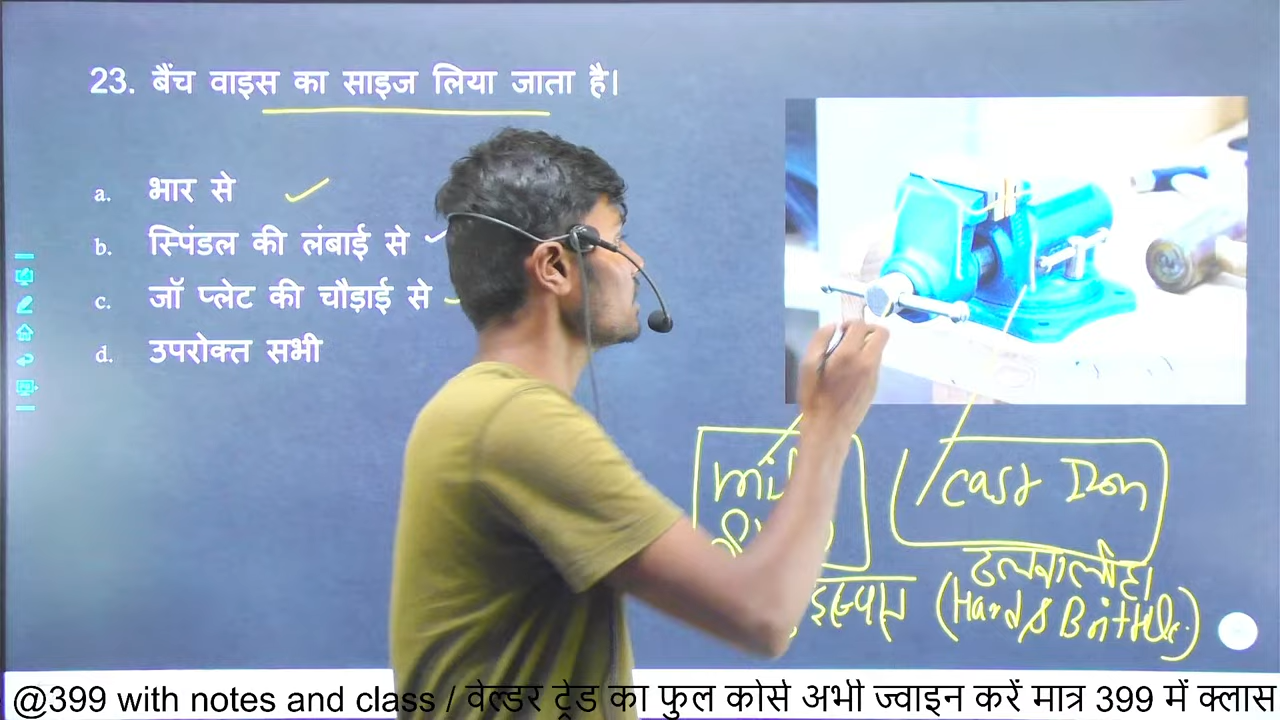 23. बैंच वाइस का साइज लिया जाता है।
a. भार से
b. स्पिंडल की लंबाई से
c. जॉ प्लेट की चौड़ाई से
d. उपरोक्त सभी
Cast Iron
ढलवा लोहा
(Hard & Brittle)
@399 with notes and class / वेल्डर ट्रेड का फुल कोर्स अभी ज्वाइन करें मात्र 399 में क्लास